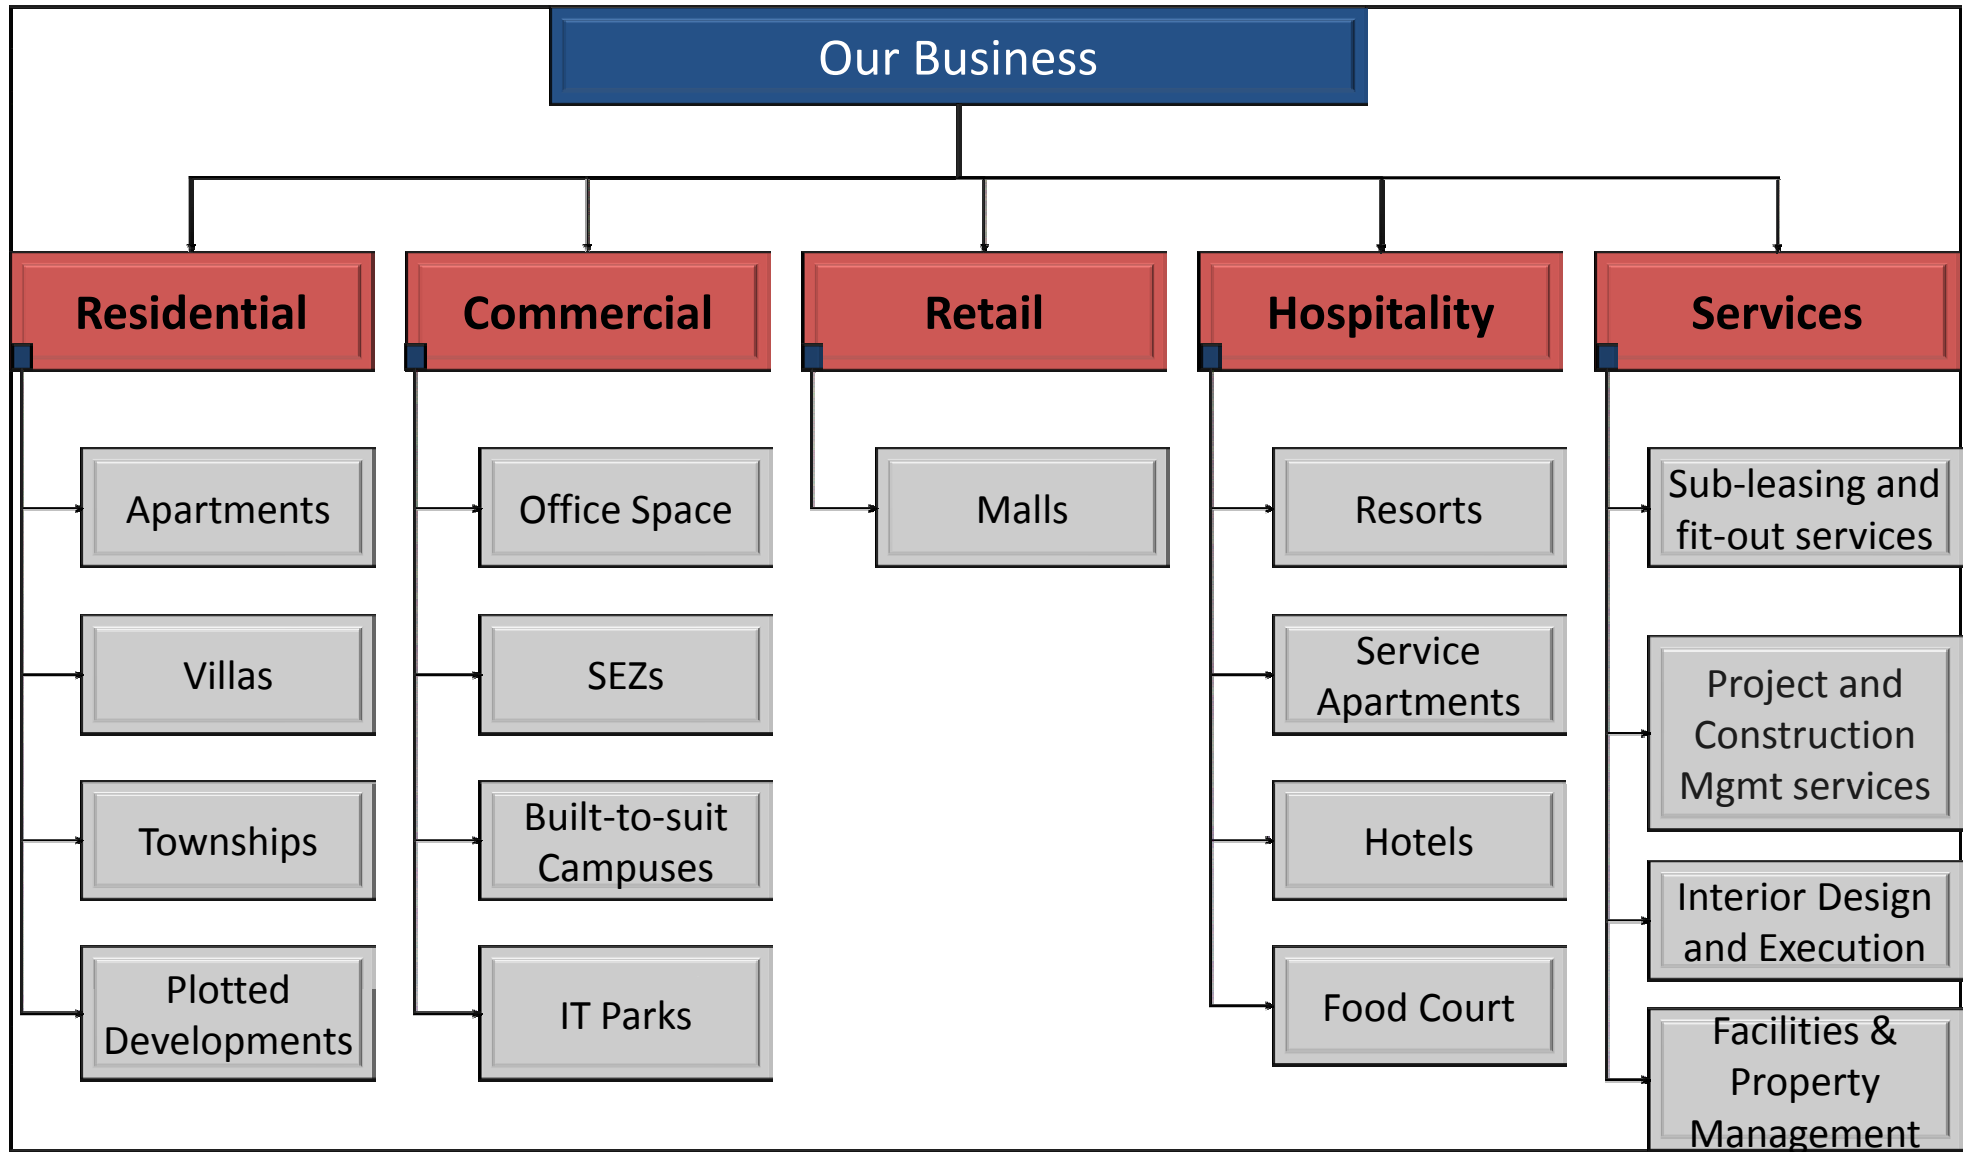 Our Business
Residential
Commercial
Retail
Hospitality
Services
Apartments
Villas
Townships
Plotted
Developments
Office Space
SEZs
Built-to-suit
Campuses
IT Parks
Malls
Resorts
Service
Apartments
Hotels
Food Court
Sub-leasing and
fit-out services
Project and
Construction
Mgmt services
Interior Design
and Execution
Facilities &
Property
Management